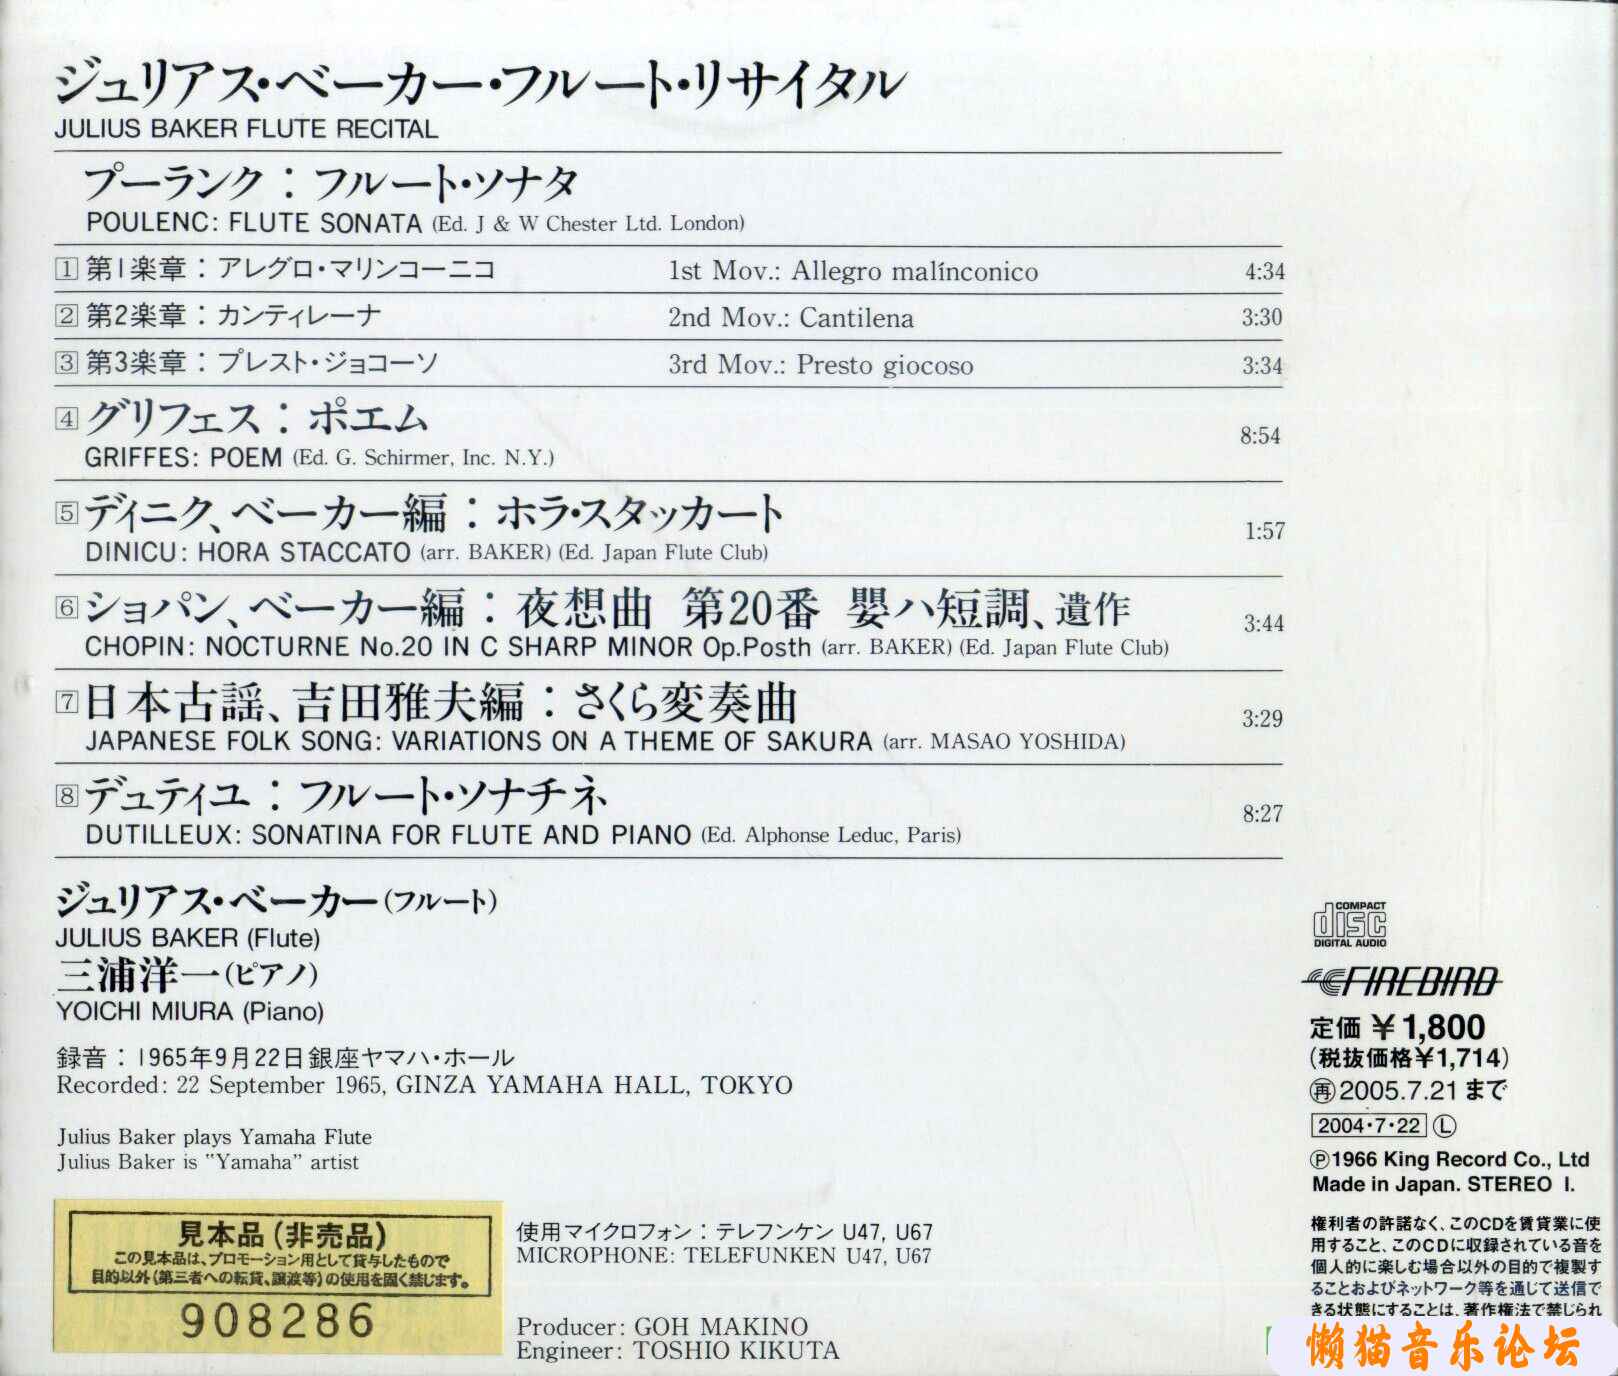 ジュリアス・ベーカー・フルート・リサイタル
JULIUS BAKER FLUTE RECITAL
プーランク：フルート・ソナタ
POULENC: FLUTE SONATA (Ed. J & W Chester Ltd. London)
1 第1楽章：アレグロ・マリンコーニコ 1st Mov.: Allegro malínconico 4:34
2 第2楽章：カンティレーナ 2nd Mov.: Cantilena 3:30
3 第3楽章：プレスト・ジョコーソ 3rd Mov.: Presto giocoso 3:34
4 グリフェス：ポエム 8:54
GRIFFES: POEM (Ed. G. Schirmer, Inc. N.Y.)
5 ディニク、ベーカー編：ホラ・スタッカート 1:57
DINICU: HORA STACCATO (arr. BAKER) (Ed. Japan Flute Club)
6 ショパン、ベーカー編：夜想曲 第20番 嬰ハ短調、遺作 3:44
CHOPIN: NOCTURNE No.20 IN C SHARP MINOR Op.Posth (arr. BAKER) (Ed. Japan Flute Club)
7 日本古謡、吉田雅夫編：さくら変奏曲 3:29
JAPANESE FOLK SONG: VARIATIONS ON A THEME OF SAKURA (arr. MASAO YOSHIDA)
8 デュティユ：フルート・ソナチネ 8:27
DUTILLEUX: SONATINA FOR FLUTE AND PIANO (Ed. Alphonse Leduc, Paris)
ジュリアス・ベーカー(フルート)
JULIUS BAKER (Flute)
三浦洋一(ピアノ)
YOICHI MIURA (Piano)
録音：1965年9月22日銀座ヤマハ・ホール
Recorded: 22 September 1965, GINZA YAMAHA HALL, TOKYO
Julius Baker plays Yamaha Flute
Julius Baker is "Yamaha" artist
見本品(非売品)
この見本品は、プロモーション用として貸与したもので
目的以外(第三者への転貸、譲渡等)の使用を固く禁じます。
908286
使用マイクロフォン：テレフンケン U47, U67
MICROPHONE: TELEFUNKEN U47, U67
Producer: GOH MAKINO
Engineer: TOSHIO KIKUTA
COMPACT
disc
DIGITAL AUDIO
FIREBIRD
定価 ¥1,800
(税抜価格¥1,714)
再2005.7.21まで
2004・7・22 Ⓛ
Ⓟ1966 King Record Co., Ltd
Made in Japan. STEREO I.
権利者の許諾なく、このCDを賃貸業に使
用すること、このCDに収録されている音を
個人的に楽しむ場合以外の目的で複製す
ることおよびネットワーク等を通じて送信で
きる状態にすることは、著作権法で禁じられ
懒猫音乐论坛